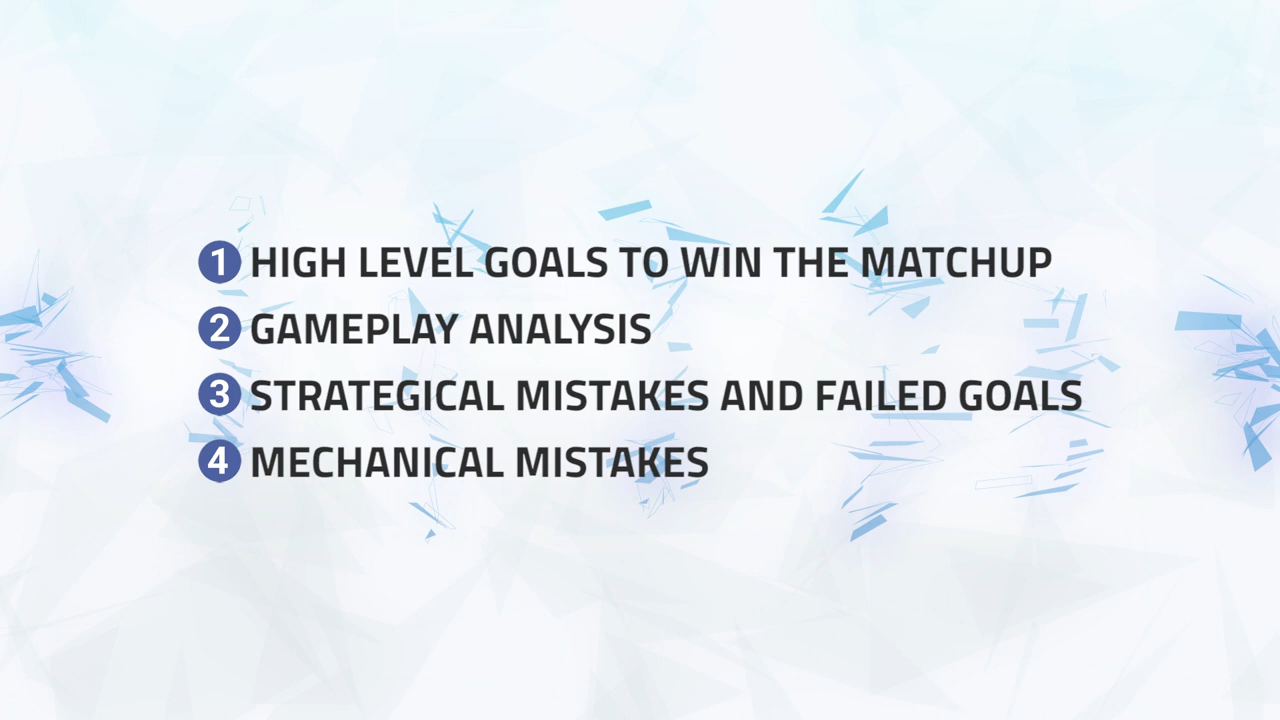 1 HIGH LEVEL GOALS TO WIN THE MATCHUP
2 GAMEPLAY ANALYSIS
3 STRATEGICAL MISTAKES AND FAILED GOALS
4 MECHANICAL MISTAKES